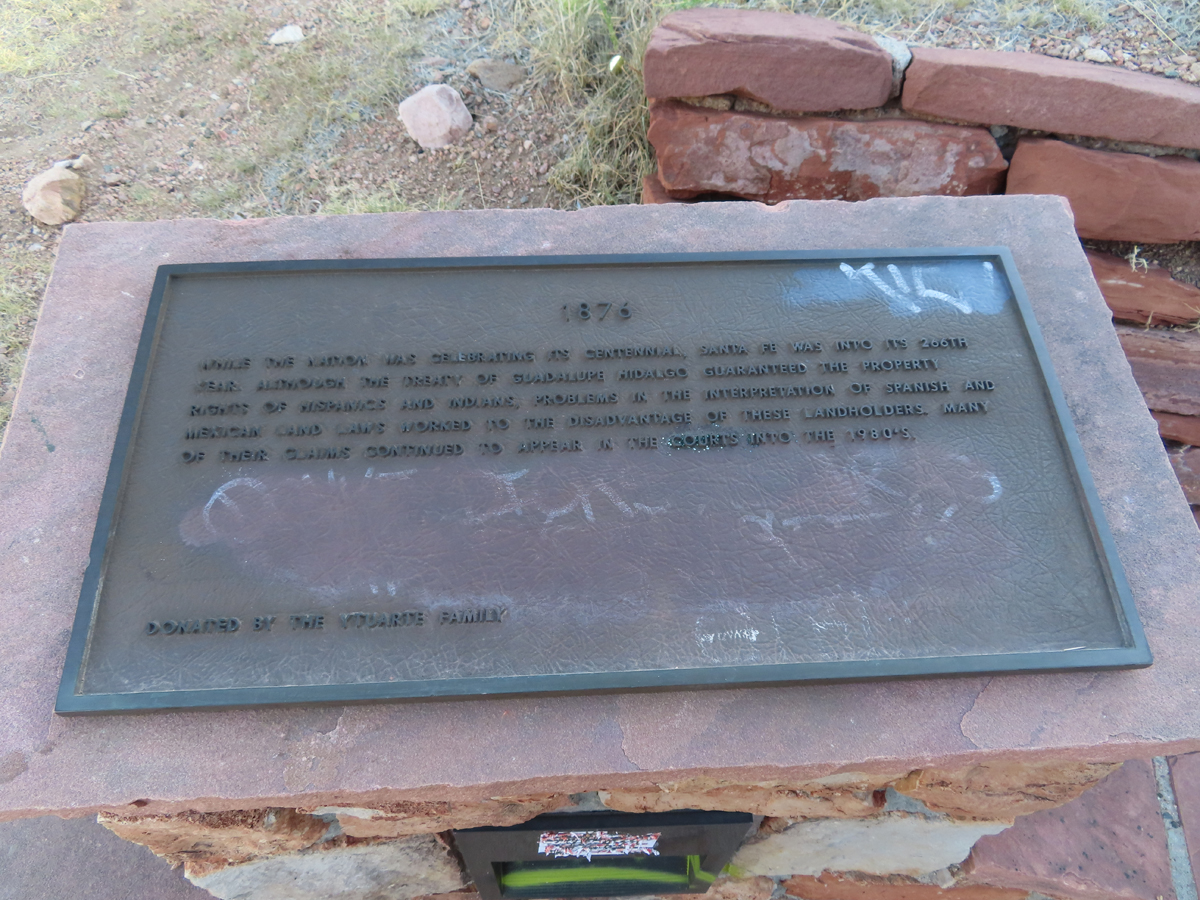 1876
WHILE THE NATION WAS CELEBRATING ITS CENTENNIAL, SANTA FE WAS INTO ITS 266TH
YEAR. ALTHOUGH THE TREATY OF GUADALUPE HIDALGO GUARANTEED THE PROPERTY
RIGHTS OF HISPANICS AND INDIANS, PROBLEMS IN THE INTERPRETATION OF SPANISH AND
MEXICAN LAND LAWS WORKED TO THE DISADVANTAGE OF THESE LANDHOLDERS. MANY
OF THEIR CLAIMS CONTINUED TO APPEAR IN THE COURTS INTO THE 1980'S.
DONATED BY THE YTUARTE FAMILY